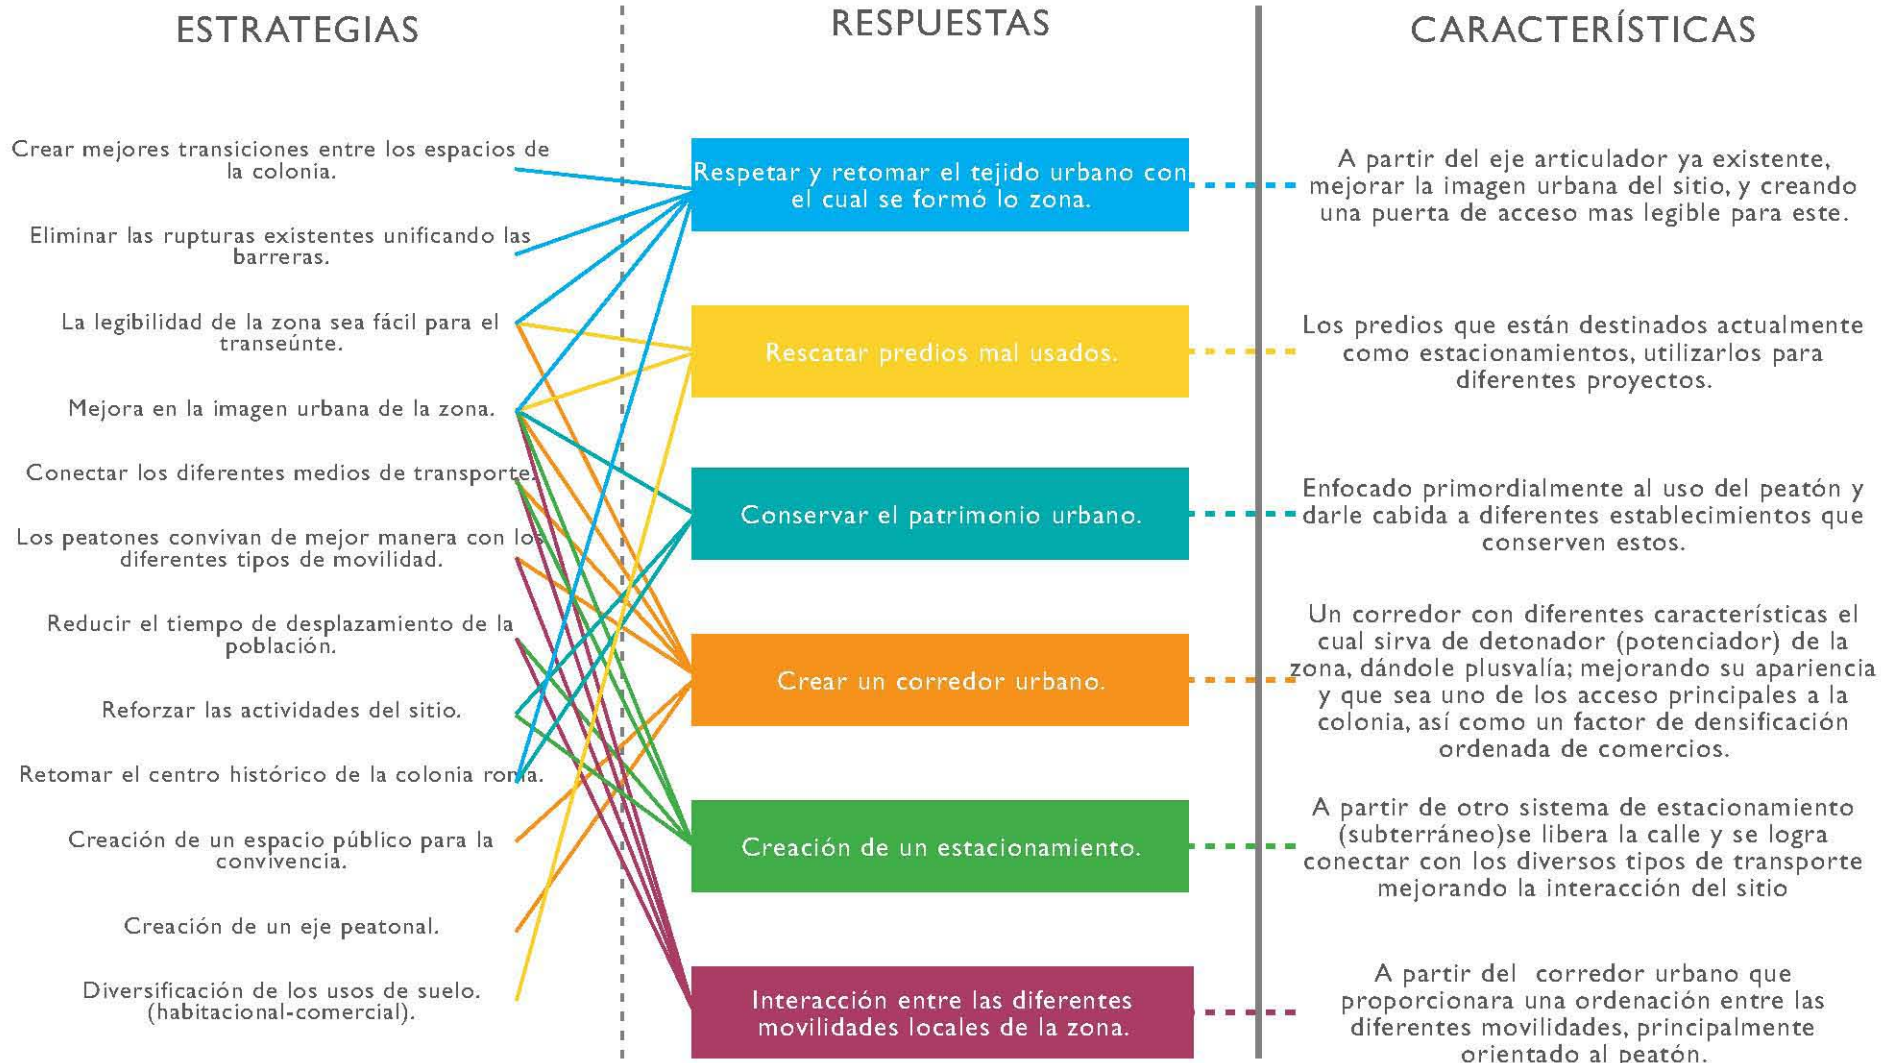 ESTRATEGIAS
Crear mejores transiciones entre los espacios de
la colonia.
Eliminar las rupturas existentes unificando las
barreras.
La legibilidad de la zona sea fácil para el
transeúnte.
Mejora en la imagen urbana de la zona.
Conectar los diferentes medios de transporte.
Los peatones convivan de mejor manera con los
diferentes tipos de movilidad.
Reducir el tiempo de desplazamiento de la
población.
Reforzar las actividades del sitio.
Retomar el centro histórico de la colonia roma.
Creación de un espacio público para la
convivencia.
Creación de un eje peatonal.
Diversificación de los usos de suelo.
(habitacional-comercial).
RESPUESTAS
Respetar y retomar el tejido urbano con
el cual se formó lo zona.
Rescatar predios mal usados.
Conservar el patrimonio urbano.
Crear un corredor urbano.
Creación de un estacionamiento.
Interacción entre las diferentes
movilidades locales de la zona.
CARACTERÍSTICAS
A partir del eje articulador ya existente,
mejorar la imagen urbana del sitio, y creando
una puerta de acceso mas legible para este.
Los predios que están destinados actualmente
como estacionamientos, utilizarlos para
diferentes proyectos.
Enfocado primordialmente al uso del peatón y
darle cabida a diferentes establecimientos que
conserven estos.
Un corredor con diferentes característicás el
cual sirva de detonador (potenciador) de la
zona, dándole plusvalía; mejorando su apariencia
y que sea uno de los acceso principales a la
colonia, así como un factor de densificación
ordenada de comercios.
A partir de otro sistema de estacionamiento
(subterráneo)se libera la calle y se logra
conectar con los diversos tipos de transporte
mejorando la interacción del sitio
A partir del corredor urbano que
proporcionara una ordenación entre las
diferentes movilidades, principalmente
orientado al peatón.